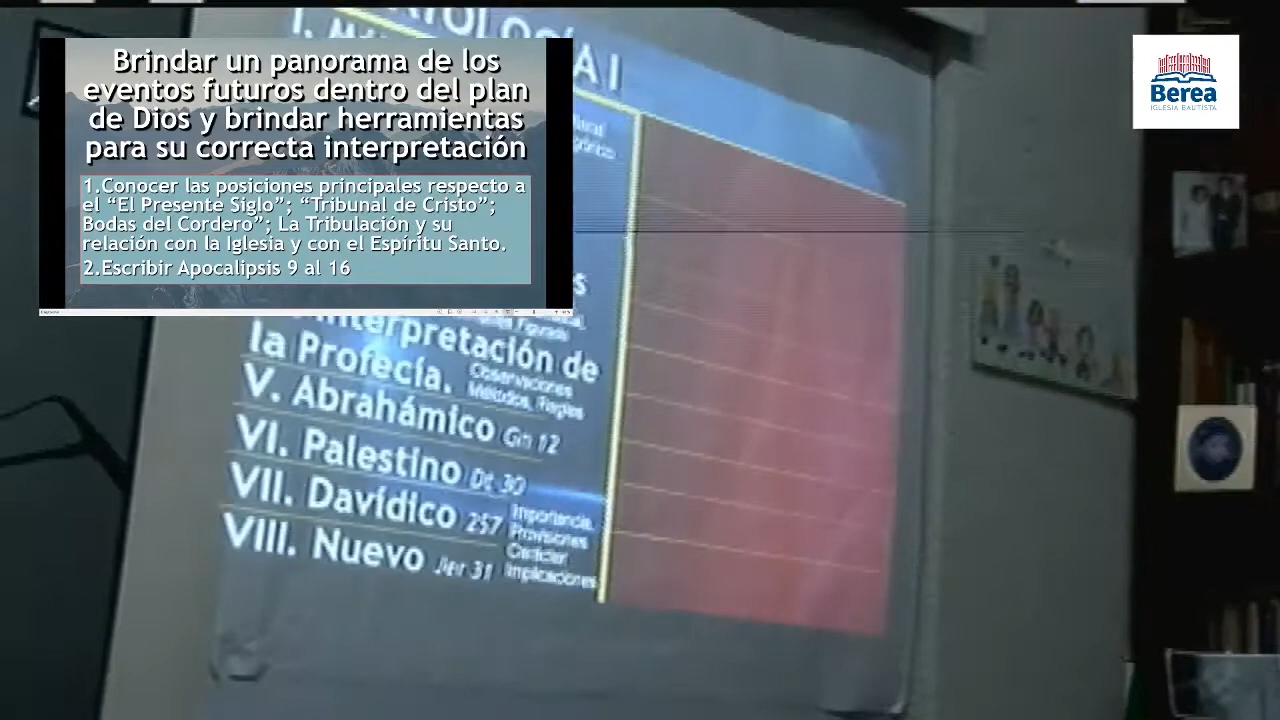 Brindar un panorama de los
eventos futuros dentro del plan
de Dios y brindar herramientas
para su correcta interpretación
1.Conocer las posiciones principales respecto a
el “El Presente Siglo”; “Tribunal de Cristo”;
Bodas del Cordero”; La Tribulación y su
relación con la Iglesia y con el Espíritu Santo.
2.Escribir Apocalipsis 9 al 16
Berea
IGLESIA BAUTISTA
Interpretación de
la Profecía. Observaciones
Métodos, Reglas
V. Abrahámico Gn 12
VI. Palestino Dt 30
VII. Davídico 2S7
VIII. Nuevo Jer 31
Importancia,
Provisiones
Carácter
Implicaciones